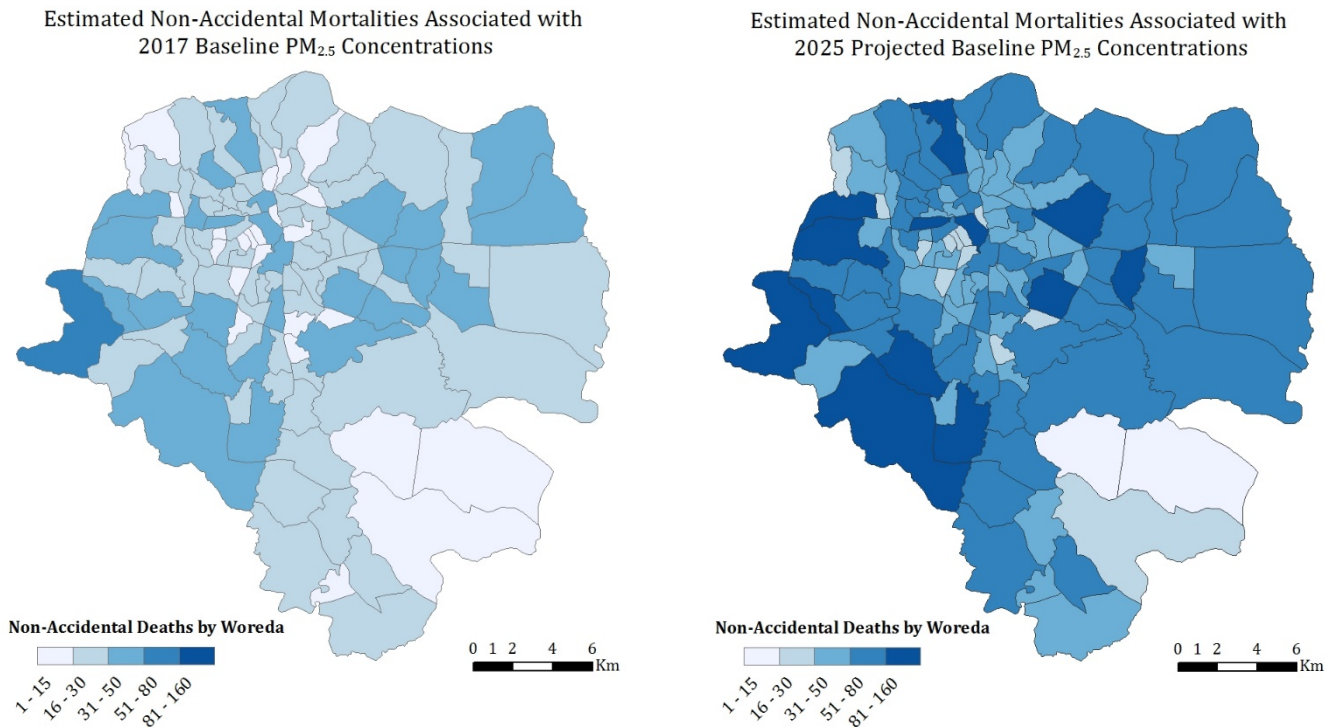 Estimated Non-Accidental Mortalities Associated with
2017 Baseline PM₂.₅ Concentrations
Non-Accidental Deaths by Woreda
1 - 15
16 - 30
31 - 50
51 - 80
81 - 160
0 1 2 4 6
Km
Estimated Non-Accidental Mortalities Associated with
2025 Projected Baseline PM₂.₅ Concentrations
Non-Accidental Deaths by Woreda
1 - 15
16 - 30
31 - 50
51 - 80
81 - 160
0 1 2 4 6
Km